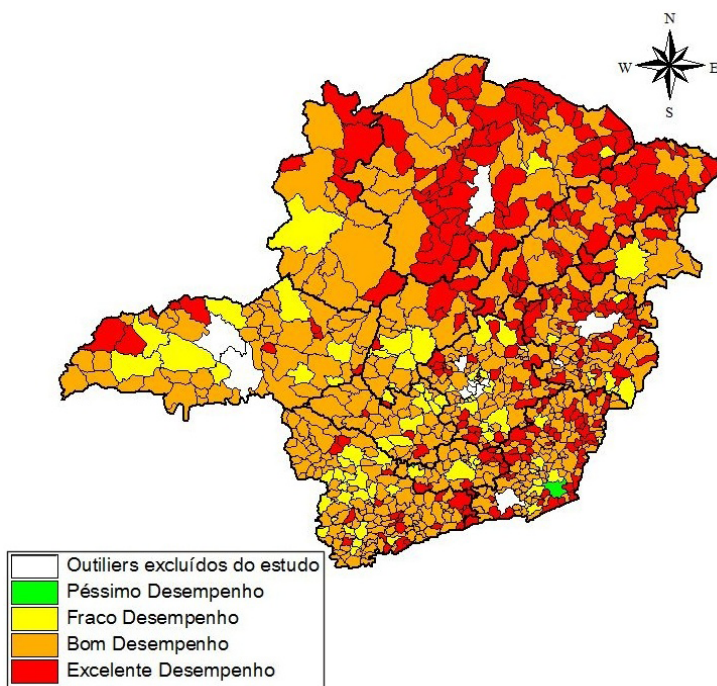 N
W E
S
Outiliers excluídos do estudo
Péssimo Desempenho
Fraco Desempenho
Bom Desempenho
Excelente Desempenho